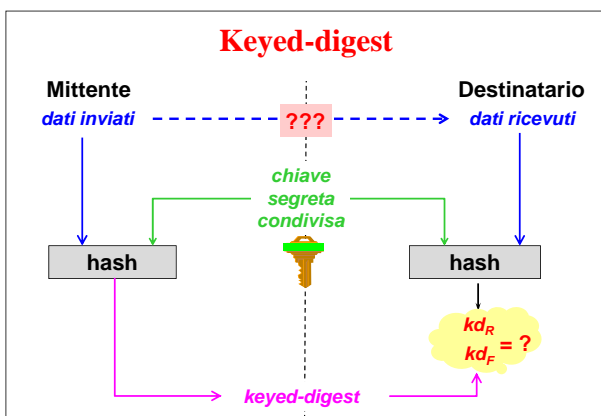 Keyed-digest
Mittente
Destinatario
dati inviati
???
dati ricevuti
chiave
segreta
condivisa
hash
hash
kdR
kdF = ?
keyed-digest